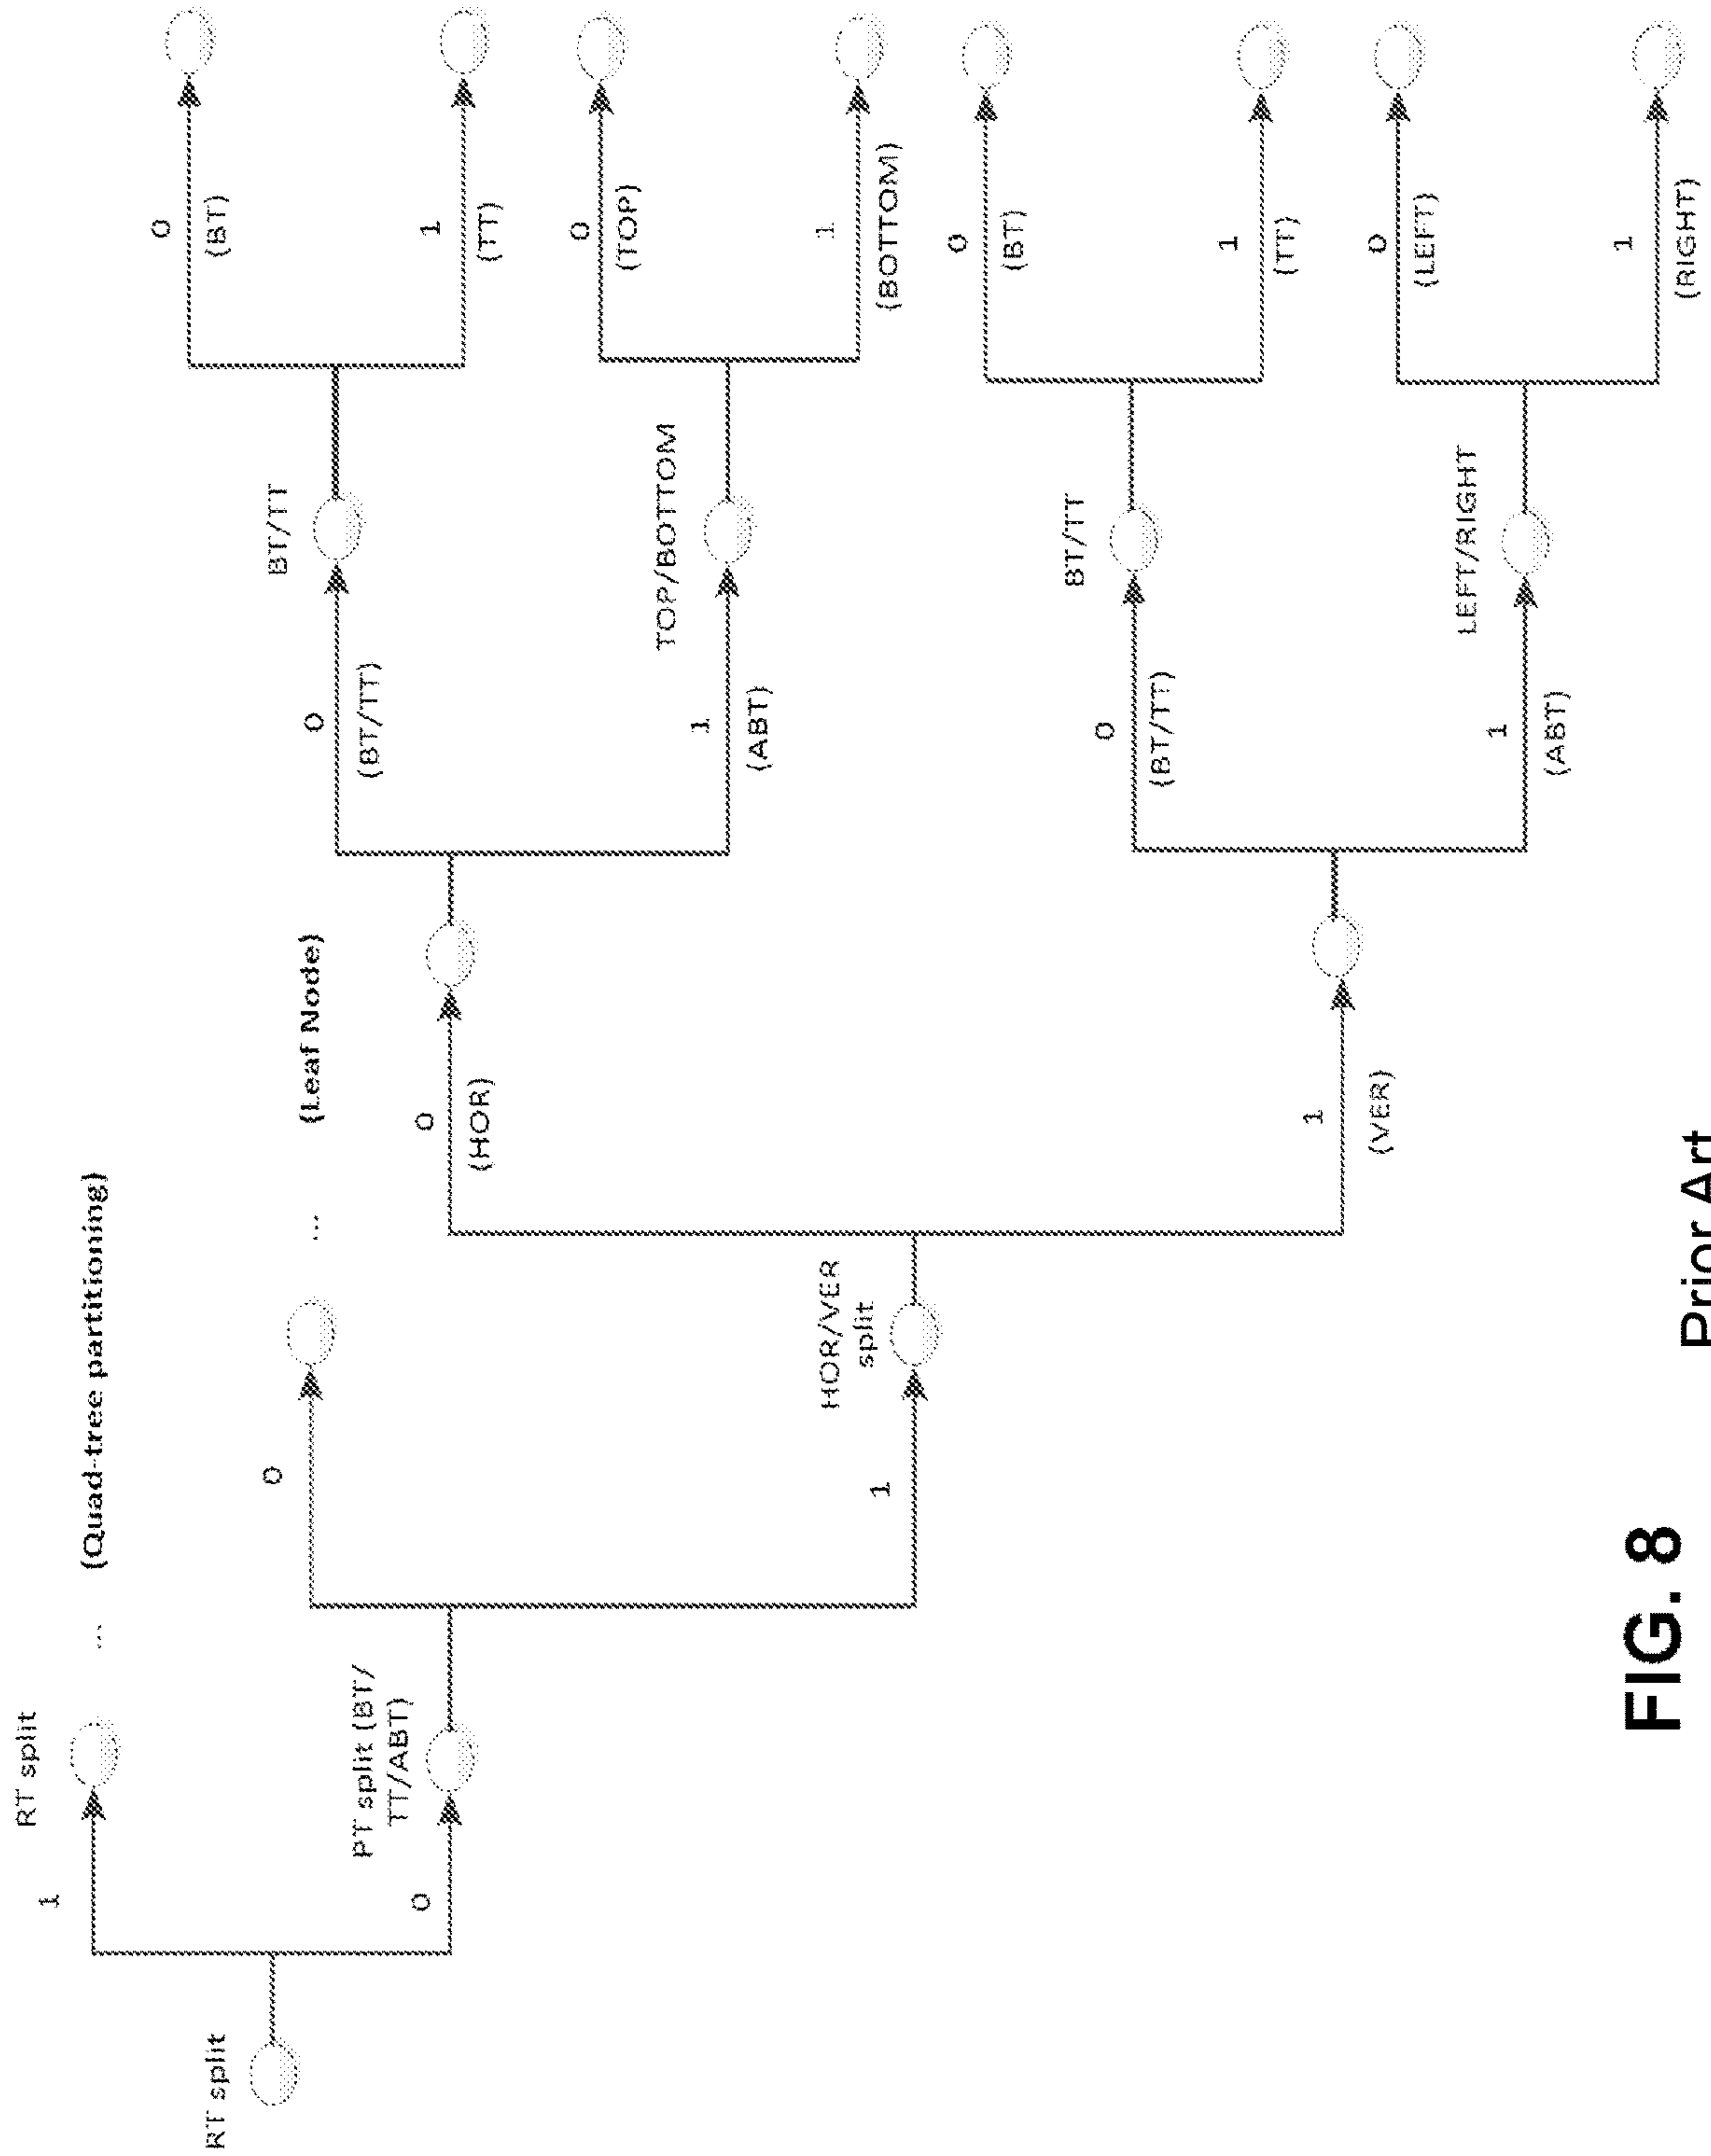 RT split
1
RT split
...
(Quad-tree partitioning)
0
PT split (BT/
TT/ABT)
0
...
(Leaf Node)
1
HOR/VER
split
0
(HOR)
1
(VER)
0
(BT/TT)
BT/TT
1
(ABT)
TOP/BOTTOM
0
(BT/TT)
BT/TT
1
(ABT)
LEFT/RIGHT
0
(BT)
1
(TT)
0
(TOP)
1
(BOTTOM)
0
(BT)
1
(TT)
0
(LEFT)
1
(RIGHT)
FIG. 8
Prior Art